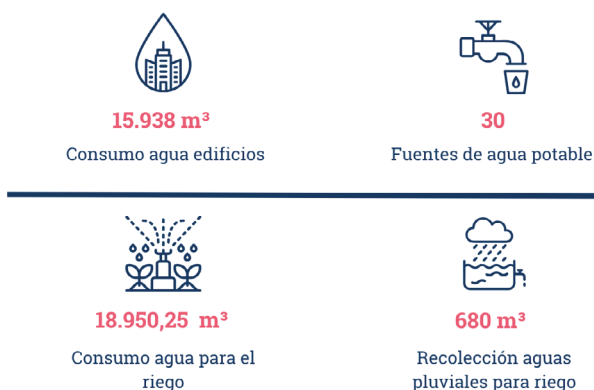 15.938 m³
Consumo agua edificios
30
Fuentes de agua potable
18.950,25 m³
Consumo agua para el
riego
680 m³
Recolección aguas
pluviales para riego